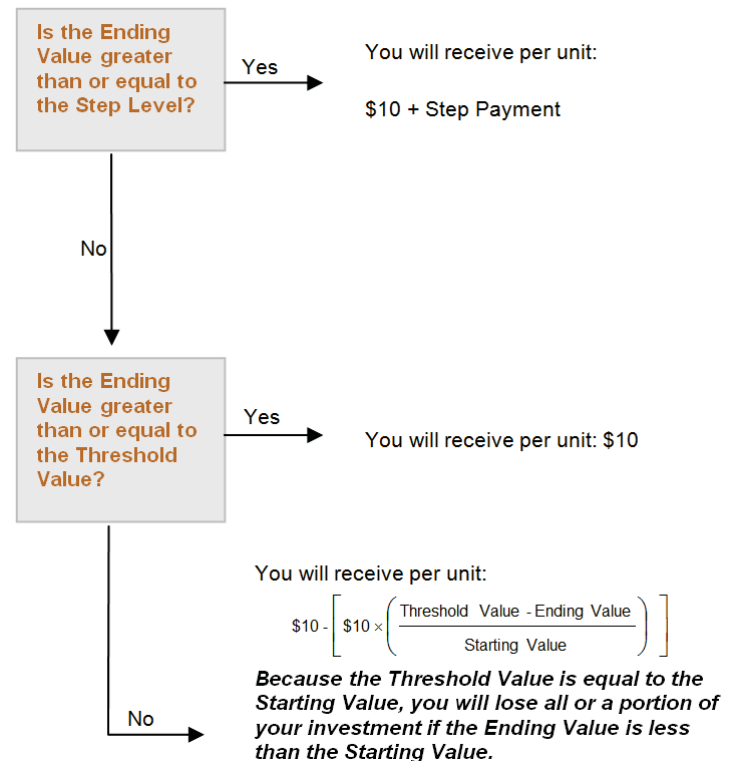 Is the Ending
Value greater
than or equal to
the Step Level?
Yes
You will receive per unit:
$10 + Step Payment
No
Is the Ending
Value greater
than or equal to
the Threshold
Value?
Yes
You will receive per unit: $10
You will receive per unit:
$10 - [ $10 × ( Threshold Value - Ending Value
Starting Value ) ]
Because the Threshold Value is equal to the
Starting Value, you will lose all or a portion of
your investment if the Ending Value is less
than the Starting Value.
No